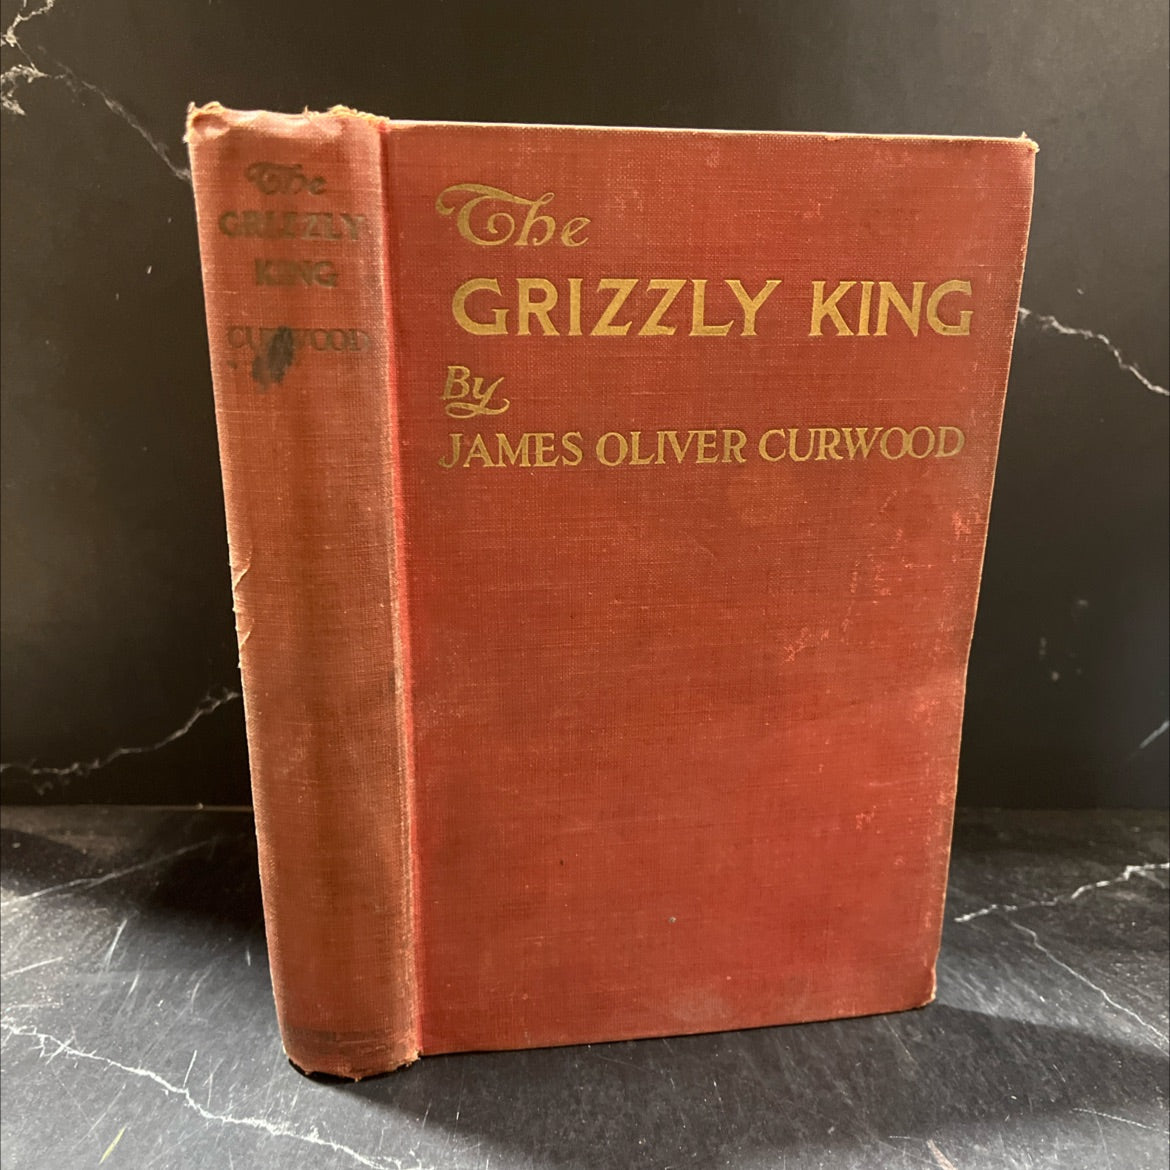 The
GRIZZLY
KING
CURWOOD
The
GRIZZLY KING
By
JAMES OLIVER CURWOOD